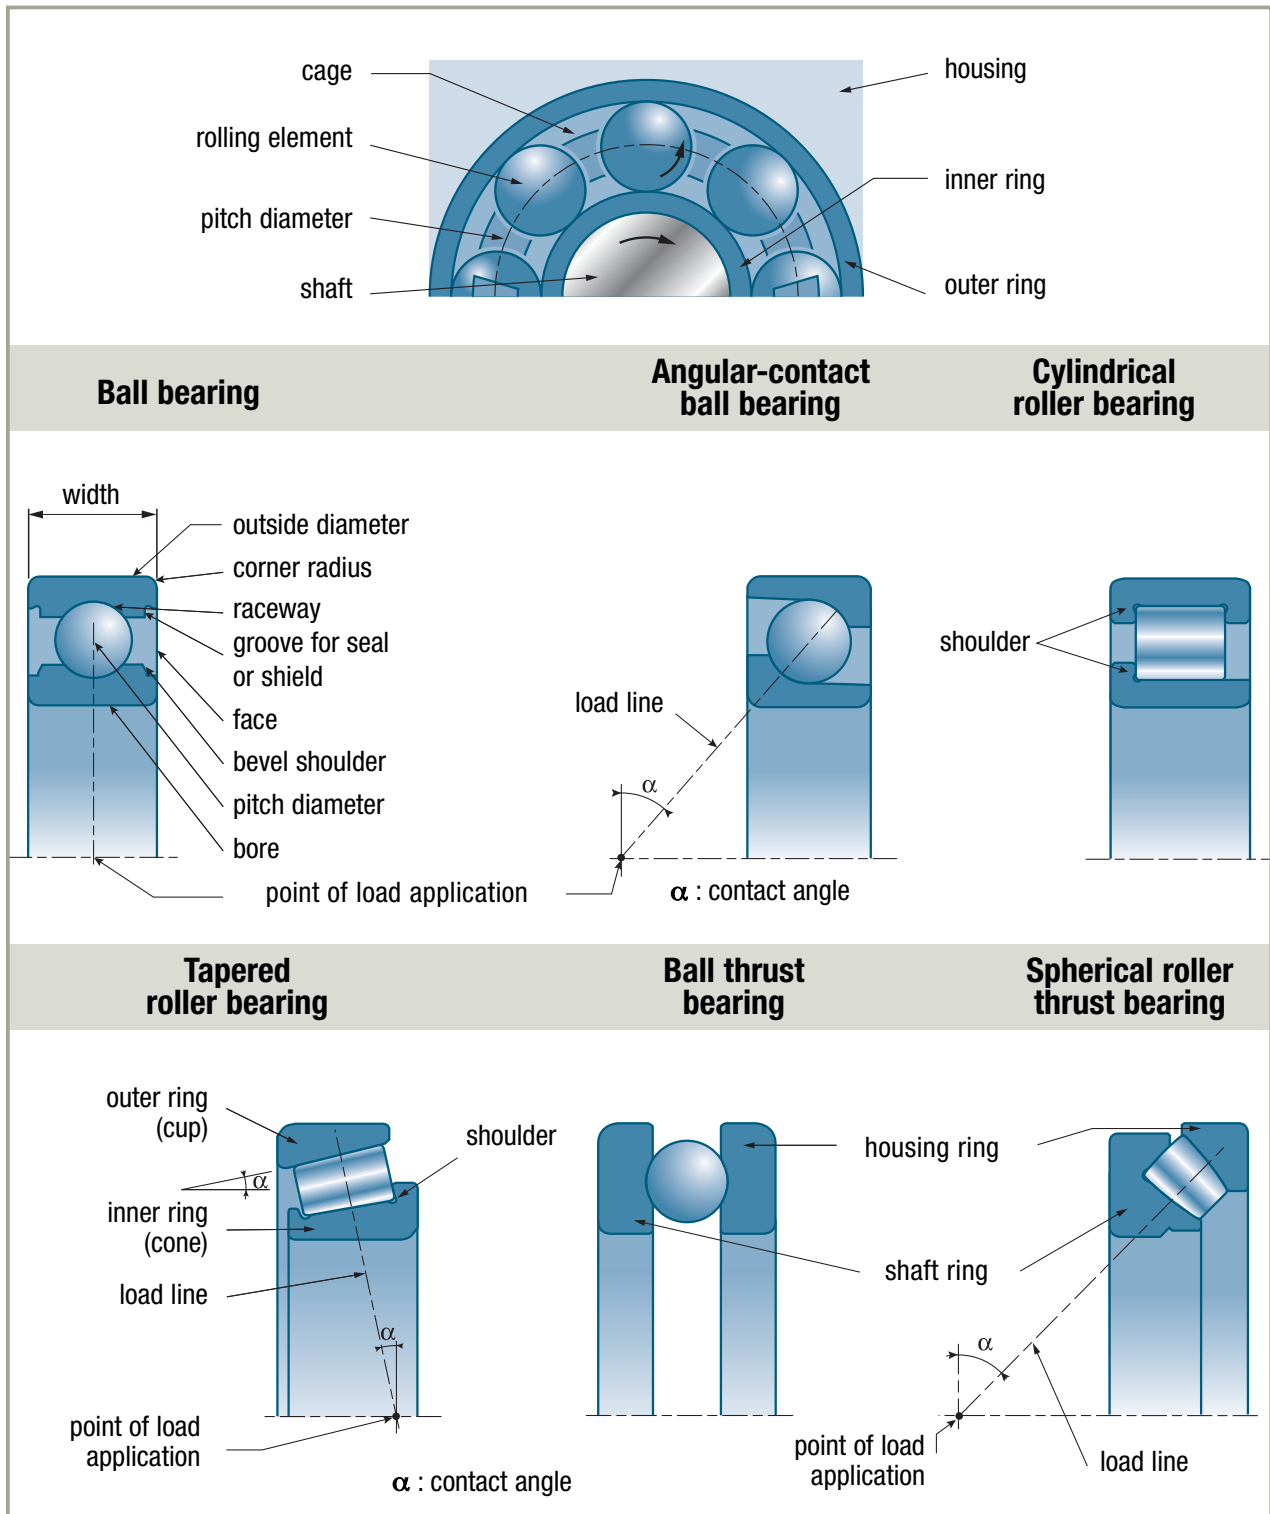 cage
housing
rolling element
inner ring
pitch diameter
shaft
outer ring
Ball bearing
Angular-contact
ball bearing
Cylindrical
roller bearing
width
outside diameter
corner radius
raceway
groove for seal
or shield
face
bevel shoulder
pitch diameter
bore
point of load application
load line
α
α : contact angle
shoulder
Tapered
roller bearing
Ball thrust
bearing
Spherical roller
thrust bearing
outer ring
(cup)
shoulder
α
inner ring
(cone)
load line
α
point of load
application
α : contact angle
housing ring
shaft ring
α
point of load
application
load line